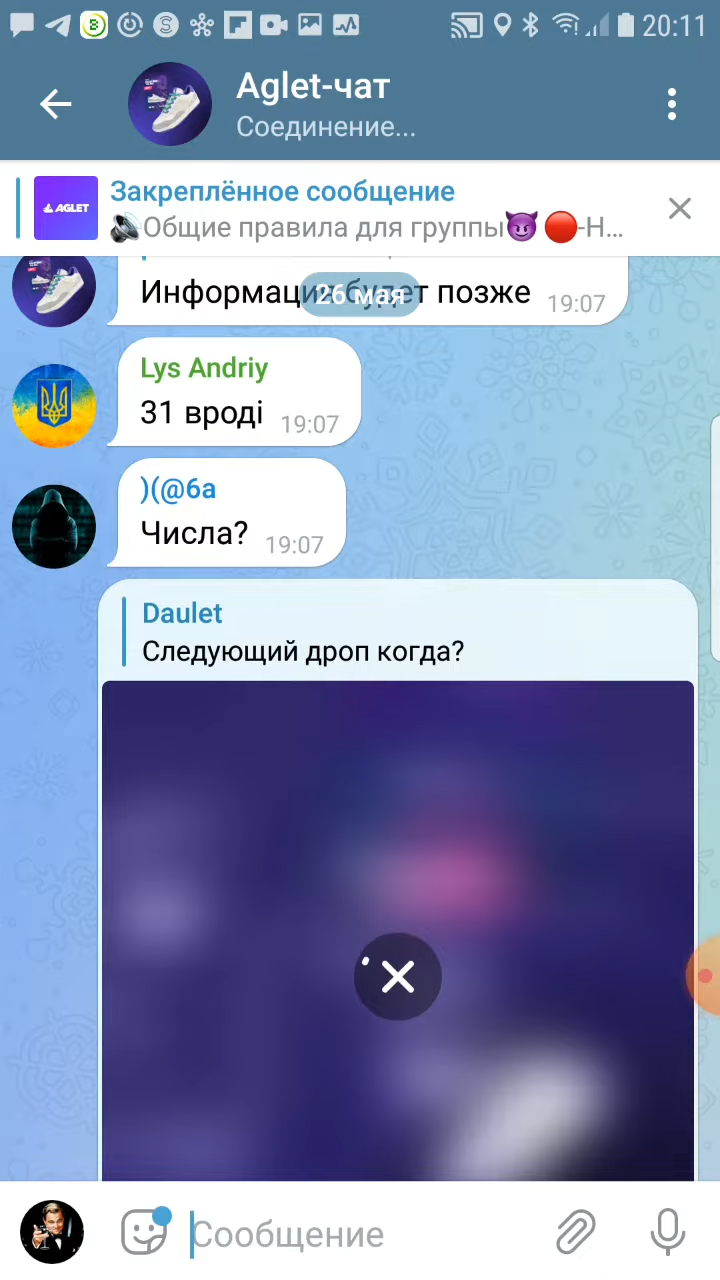 20:11
Aglet-чат
Соединение...
AGLET
Закреплённое сообщение
Общие правила для группы😈🔴-Н...
Информация будет позже 19:07
26 мая
Lys Andriy
31 вроді 19:07
)(@6a
Числа? 19:07
Daulet
Следующий дроп когда?
Сообщение